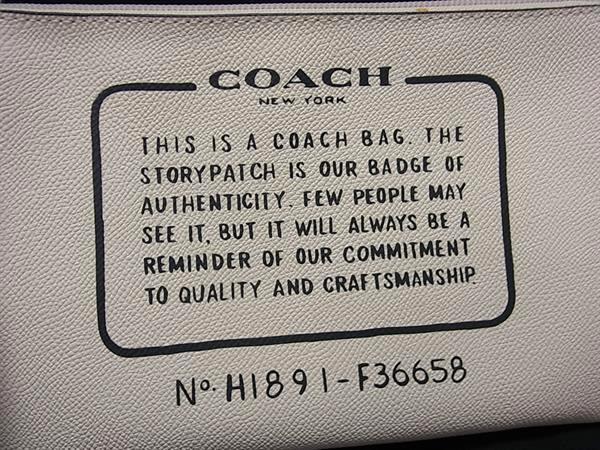 COACH
NEW YORK
THIS IS A COACH BAG. THE
STORYPATCH IS OUR BADGE OF
AUTHENTICITY. FEW PEOPLE MAY
SEE IT, BUT IT WILL ALWAYS BE A
REMINDER OF OUR COMMITMENT
TO QUALITY AND CRAFTSMANSHIP.
No. H1891-F36658